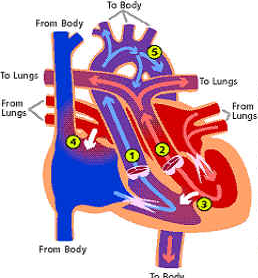 To Body
From Body
5
To Lungs
To Lungs
From
Lungs
From
Lungs
4
1
2
3
From Body
To Body